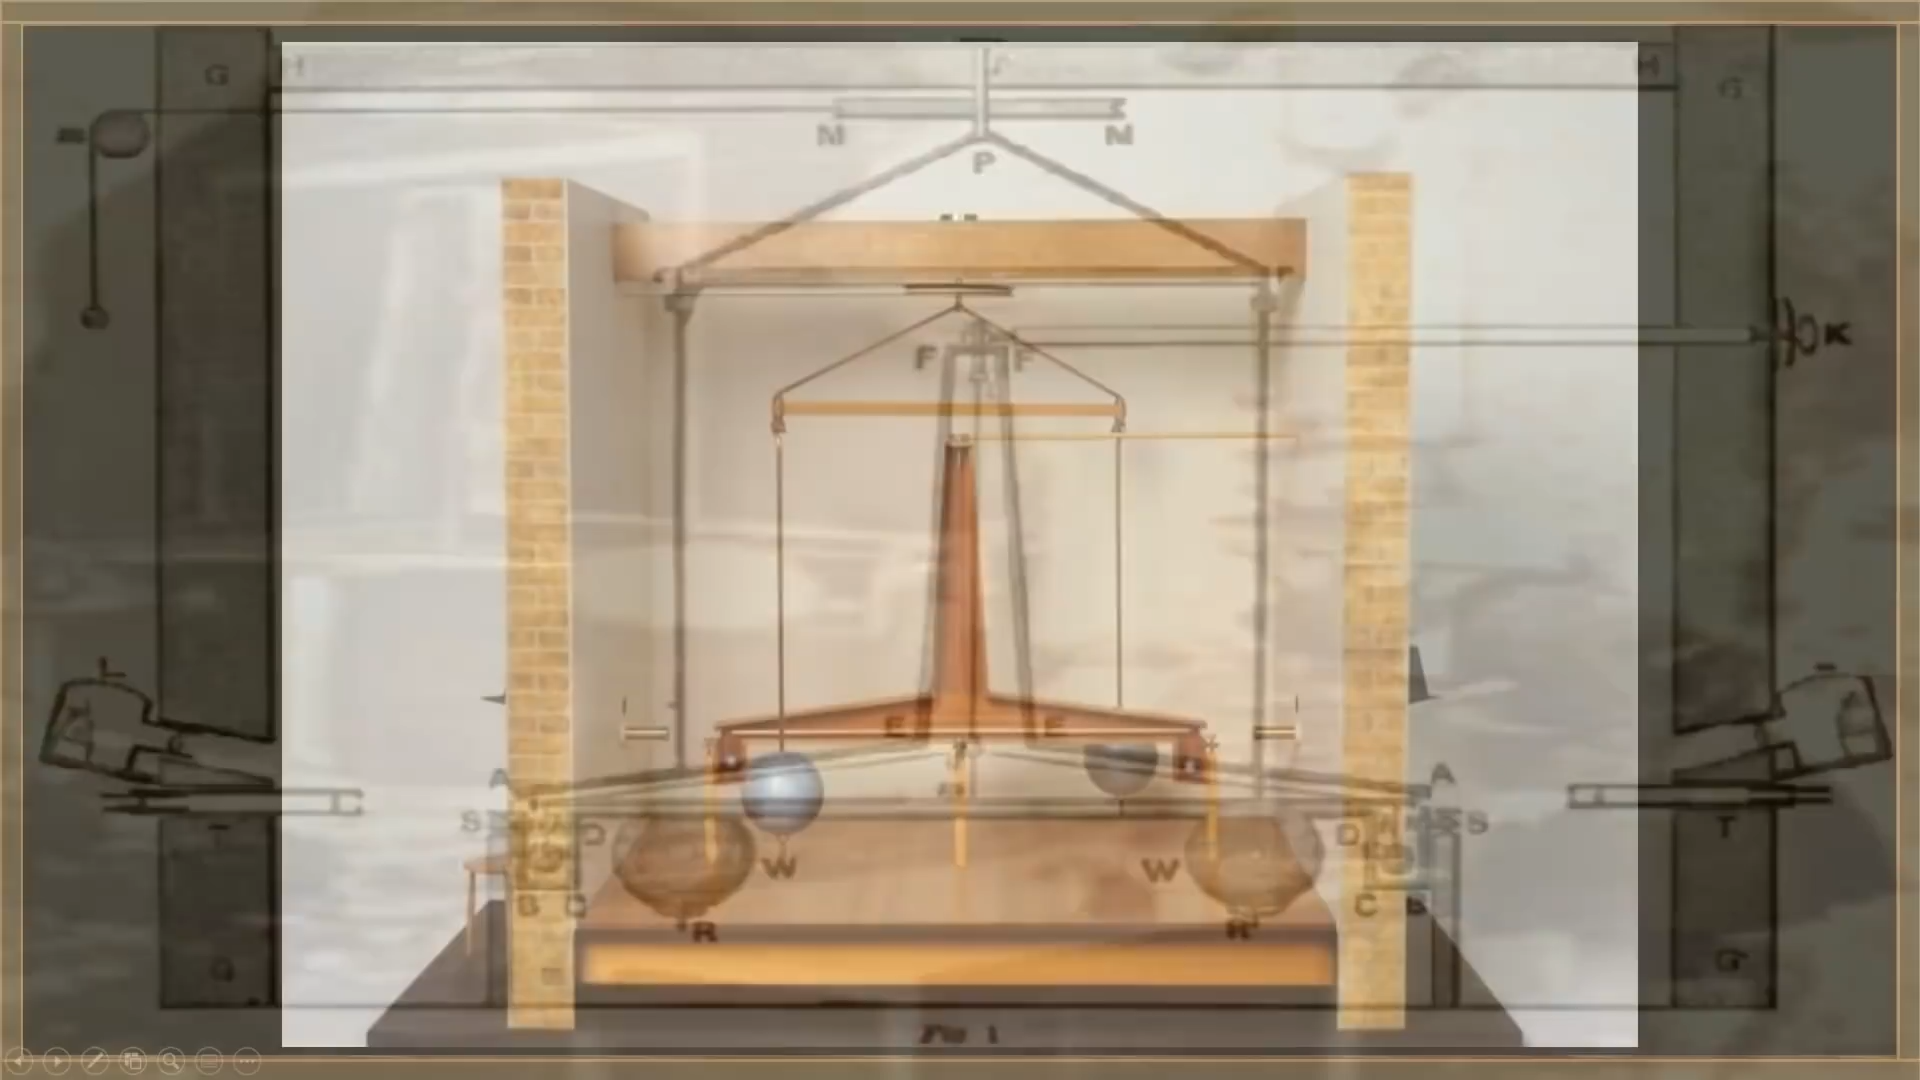 G H H G
M M
P
F F K
L
E E
A A
S D D S
W W
B C C B
R R
T T
G G
Fig 1